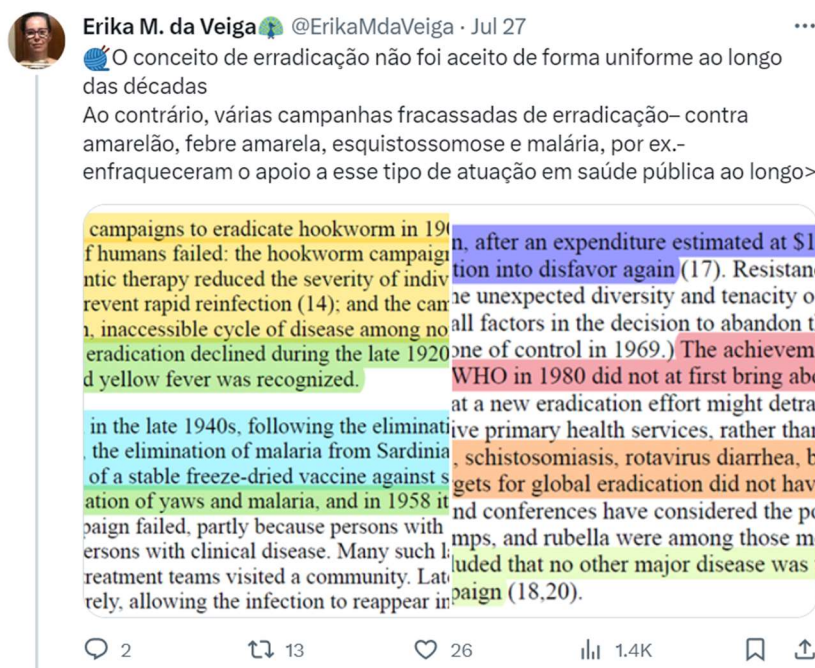 Erika M. da Veiga @ErikaMdaVeiga · Jul 27
O conceito de erradicação não foi aceito de forma uniforme ao longo
das décadas
Ao contrário, várias campanhas fracassadas de erradicação– contra
amarelão, febre amarela, esquistossomose e malária, por ex.-
enfraqueceram o apoio a esse tipo de atuação em saúde pública ao longo>
campaigns to eradicate hookworm in 190
f humans failed: the hookworm campaign
ntic therapy reduced the severity of indiv
revent rapid reinfection (14); and the cam
, inaccessible cycle of disease among no
eradication declined during the late 1920
d yellow fever was recognized.
in the late 1940s, following the eliminati
, the elimination of malaria from Sardinia
of a stable freeze-dried vaccine against s
ation of yaws and malaria, and in 1958 it
paign failed, partly because persons with
ersons with clinical disease. Many such l
treatment teams visited a community. Late
rely, allowing the infection to reappear in
n, after an expenditure estimated at $1
tion into disfavor again (17). Resistan
he unexpected diversity and tenacity o
all factors in the decision to abandon t
one of control in 1969.) The achievem
WHO in 1980 did not at first bring abo
at a new eradication effort might detra
ive primary health services, rather than
, schistosomiasis, rotavirus diarrhea, b
gets for global eradication did not hav
nd conferences have considered the po
mps, and rubella were among those m
luded that no other major disease was
paign (18,20).
2 13 26 1.4K